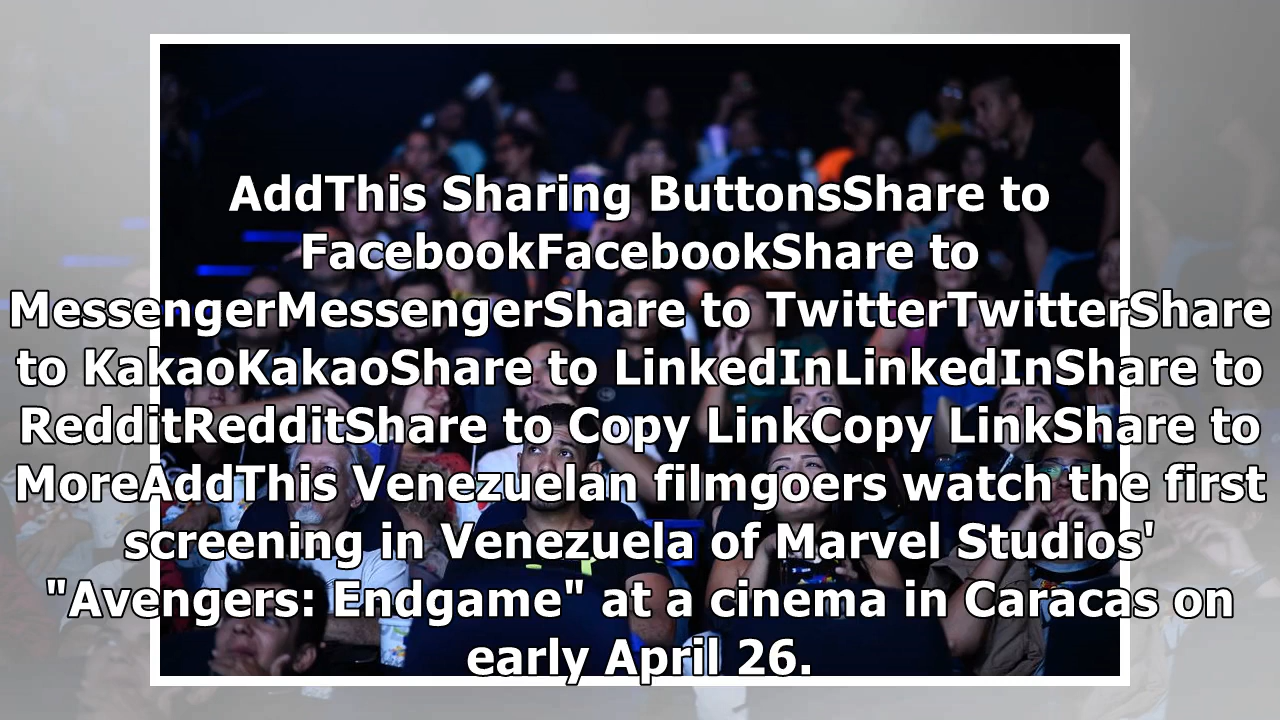 AddThis Sharing ButtonsShare to
FacebookFacebookShare to
MessengerMessengerShare to TwitterTwitterShare
to KakaoKakaoShare to LinkedInLinkedInShare to
RedditRedditShare to Copy LinkCopy LinkShare to
MoreAddThis Venezuelan filmgoers watch the first
screening in Venezuela of Marvel Studios'
"Avengers: Endgame" at a cinema in Caracas on
early April 26.